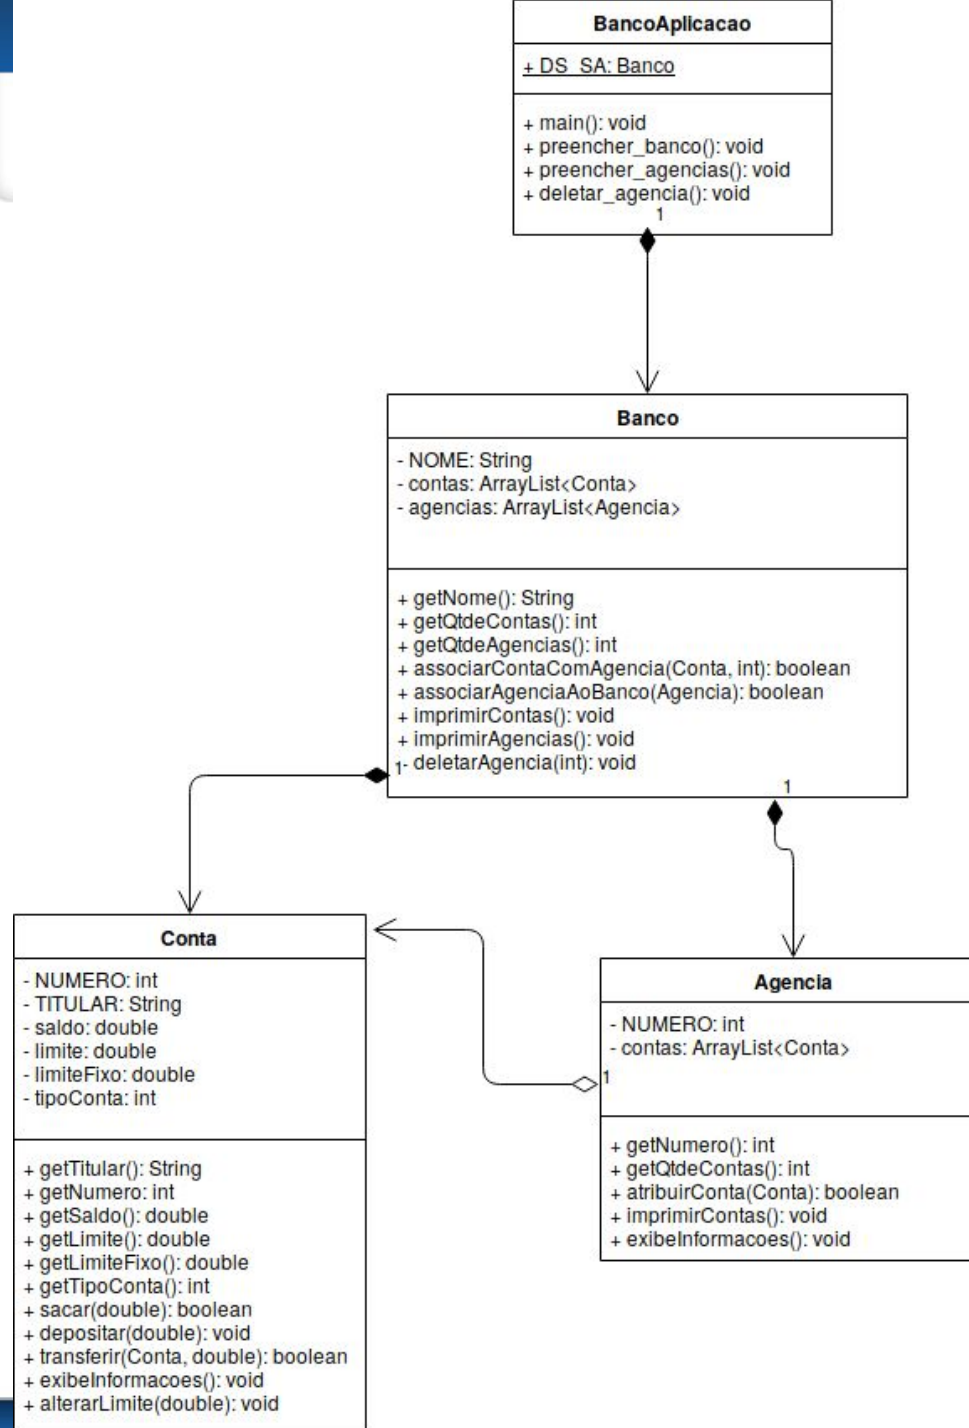 BancoAplicacao
+ DS_SA: Banco
+ main(): void
+ preencher_banco(): void
+ preencher_agencias(): void
+ deletar_agencia(): void
1
Banco
- NOME: String
- contas: ArrayList<Conta>
- agencias: ArrayList<Agencia>
+ getNome(): String
+ getQtdeContas(): int
+ getQtdeAgencias(): int
+ associarContaComAgencia(Conta, int): boolean
+ associarAgenciaAoBanco(Agencia): boolean
+ imprimirContas(): void
+ imprimirAgencias(): void
- deletarAgencia(int): void
1
1
Conta
- NUMERO: int
- TITULAR: String
- saldo: double
- limite: double
- limiteFixo: double
- tipoConta: int
+ getTitular(): String
+ getNumero: int
+ getSaldo(): double
+ getLimite(): double
+ getLimiteFixo(): double
+ getTipoConta(): int
+ sacar(double): boolean
+ depositar(double): void
+ transferir(Conta, double): boolean
+ exibeInformacoes(): void
+ alterarLimite(double): void
Agencia
- NUMERO: int
- contas: ArrayList<Conta>
1
+ getNumero(): int
+ getQtdeContas(): int
+ atribuirConta(Conta): boolean
+ imprimirContas(): void
+ exibeInformacoes(): void